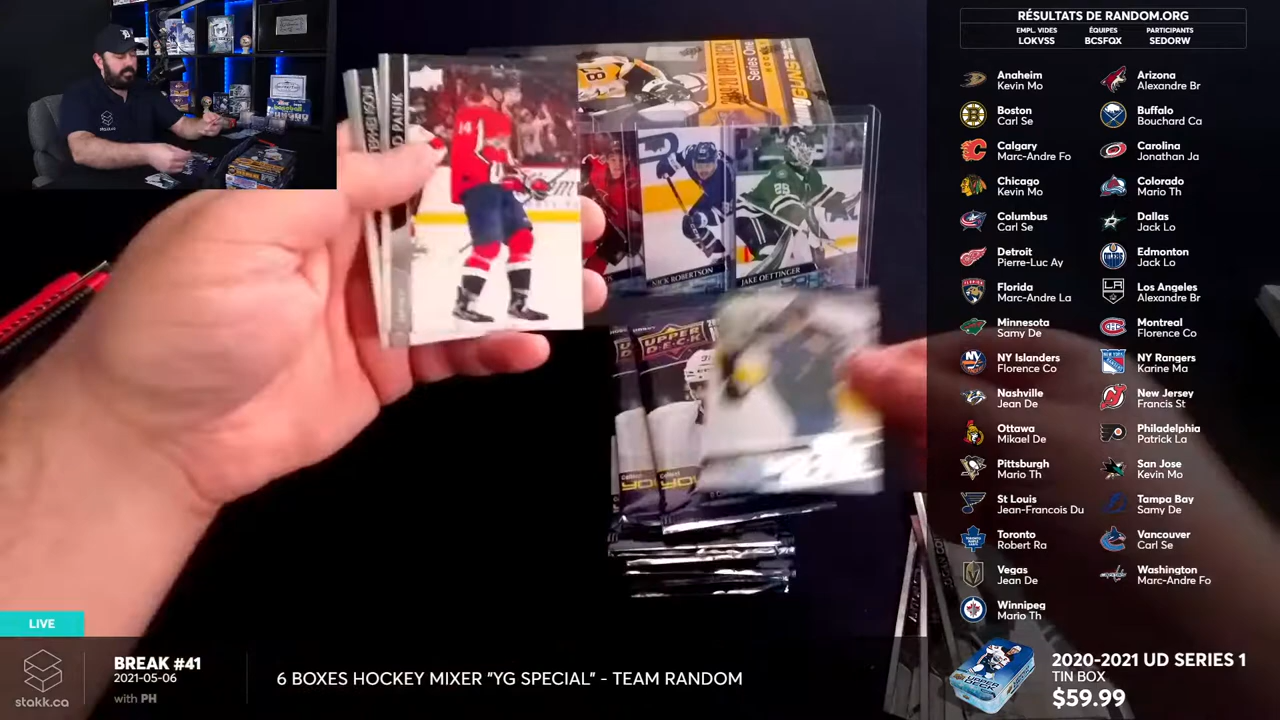 RÉSULTATS DE RANDOM.ORG
EMPL. VIDES ÉQUIPES PARTICIPANTS
LOKVSS BCSFQX SEDORW
Anaheim
Kevin Mo
Arizona
Alexandre Br
Boston
Carl Se
Buffalo
Bouchard Ca
Calgary
Marc-Andre Fo
Carolina
Jonathan Ja
Chicago
Kevin Mo
Colorado
Mario Th
Columbus
Carl Se
Dallas
Jack Lo
Detroit
Pierre-Luc Ay
Edmonton
Jack Lo
Florida
Marc-Andre La
Los Angeles
Alexandre Br
Minnesota
Samy De
Montreal
Florence Co
NY Islanders
Florence Co
NY Rangers
Karine Ma
Nashville
Jean De
New Jersey
Francis St
Ottawa
Mikael De
Philadelphia
Patrick La
Pittsburgh
Mario Th
San Jose
Kevin Mo
St Louis
Jean-Francois Du
Tampa Bay
Samy De
Toronto
Robert Ra
Vancouver
Carl Se
Vegas
Jean De
Washington
Marc-Andre Fo
Winnipeg
Mario Th
PANIK
Series One
NICK ROBERTSON
JAKE OETTINGER
UPPER
DECK
LIVE
stakk.ca
BREAK #41
2021-05-06
with PH
6 BOXES HOCKEY MIXER "YG SPECIAL" - TEAM RANDOM
2020-2021 UD SERIES 1
TIN BOX
$59.99